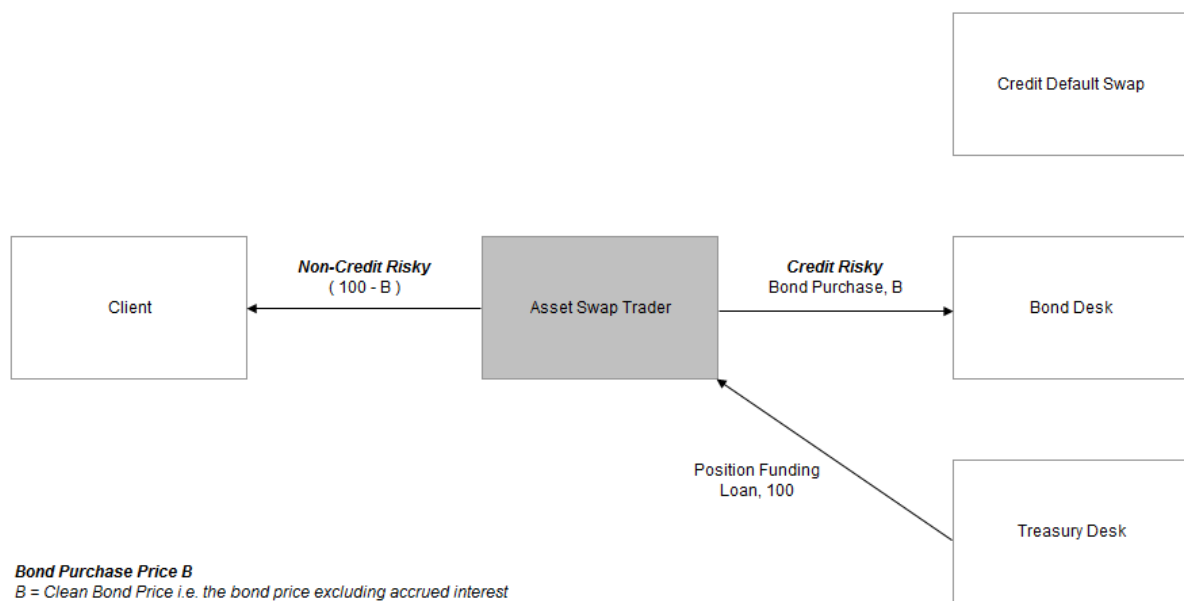 Credit Default Swap
Non-Credit Risky
( 100 - B )
Credit Risky
Bond Purchase, B
Client
Asset Swap Trader
Bond Desk
Position Funding
Loan, 100
Treasury Desk
Bond Purchase Price B
B = Clean Bond Price i.e. the bond price excluding accrued interest